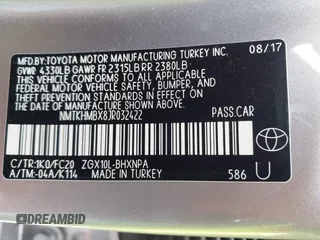 MFD. BY:TOYOTA MOTOR MANUFACTURING TURKEY INC.
08/17
GVWR 4330LB GAWR FR 2315LB RR 2380LB
THIS VEHICLE CONFORMS TO ALL APPLICABLE
FEDERAL MOTOR VEHICLE SAFETY AND
THEFT PREVENTION STANDARDS IN EFFECT ON
THE DATE OF MANUFACTURE SHOWN ABOVE.
NMTKHMBX8JR032422
PASS.CAR
C/TR:1K0/FC20 ZGX10L-BHXNPA
A/TM:-04A/K114 MADE IN TURKEY
586 U
DREAMBID